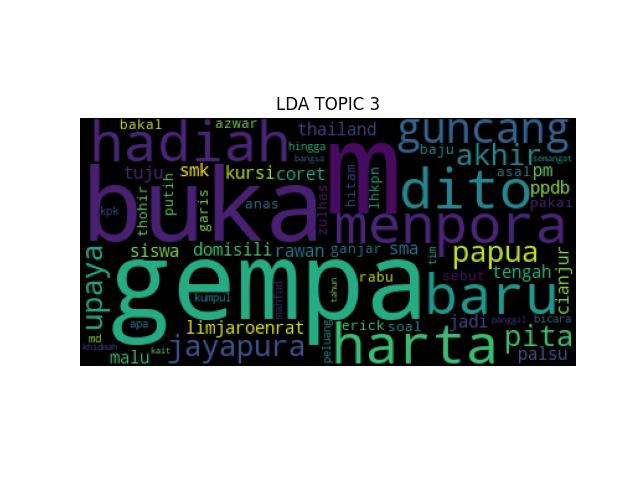 LDA TOPIC 3
bakal azwar thailand guncang
hadiah hingga m baju akhir semangat
bangsa
tuju smk kursi coret hitam lhkpn dito asal pm
buka ppdb
thohir putih garis anas zulhas menpora pakai
kpk
siswa domisili rawan ganjar sma tim papua
upaya gempa rabu sebut tengah cianjur
kumpul mahfud tahun baru
apa limjaroenrat erick soal jadi panggil bicara
md jayapura peluang harta pita
khidmah malu kait palsu